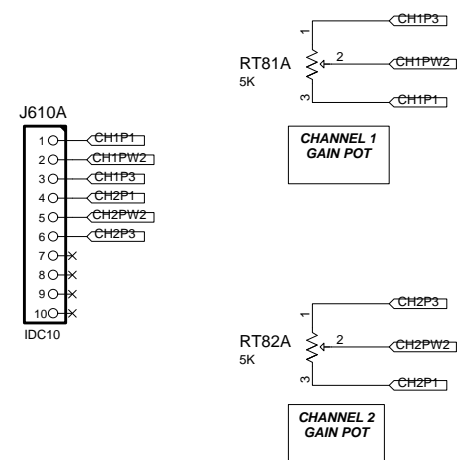 J610A
1 CH1P1
2 CH1PW2
3 CH1P3
4 CH2P1
5 CH2PW2
6 CH2P3
7
8
9
10
IDC10
CH1P3
1
RT81A
5K
2 CH1PW2
3
CH1P1
CHANNEL 1
GAIN POT
CH2P3
1
RT82A
5K
2 CH2PW2
3
CH2P1
CHANNEL 2
GAIN POT